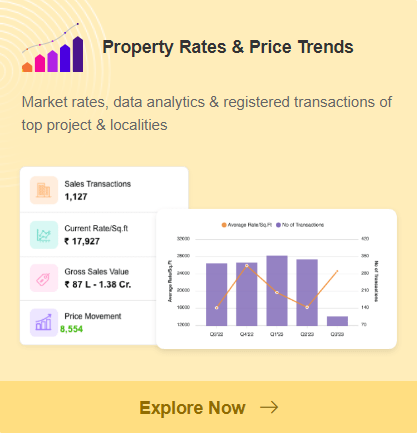 Property Rates & Price Trends
Market rates, data analytics & registered transactions of
top project & localities
Sales Transactions
1,127
Current Rate/Sq.ft
₹ 17,927
Gross Sales Value
₹ 87 L - 1.38 Cr.
Price Movement
8,554
Average Rate/Sq.Ft
No of Transactions
Average Rate/Sq.Ft
32000
28000
24000
20000
16000
12000
420
350
280
210
140
70
No of Transactions
Q3'22
Q4'22
Q1'23
Q2'23
Q3'23
Explore Now